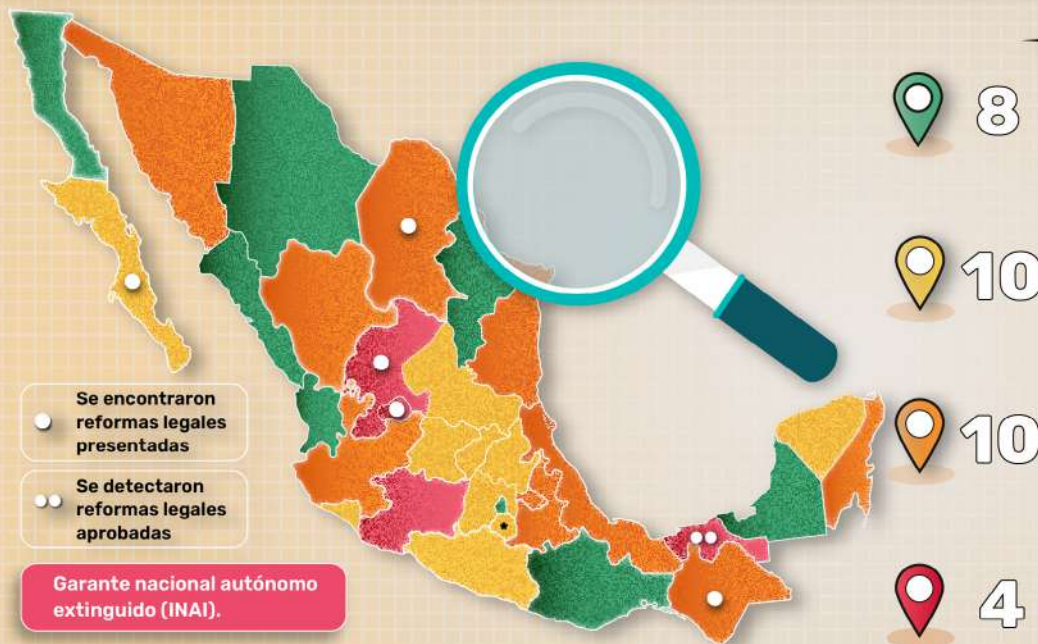 8
10
10
4
Se encontraron
reformas legales
presentadas
Se detectaron
reformas legales
aprobadas
Garante nacional autónomo
extinguido (INAI).